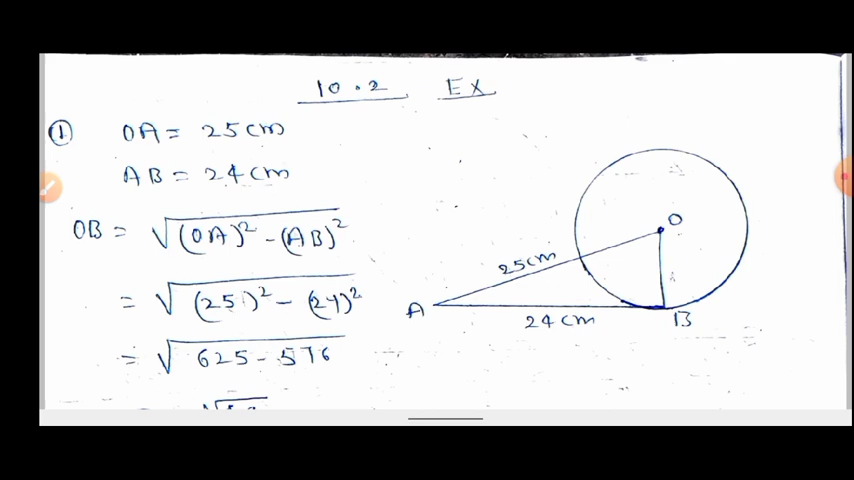 10.2 EX
① OA = 25 cm
AB = 24 cm
OB = √(OA)² - (AB)²
= √(25)² - (24)²
= √625 - 576
O
25cm
A
24 cm
B